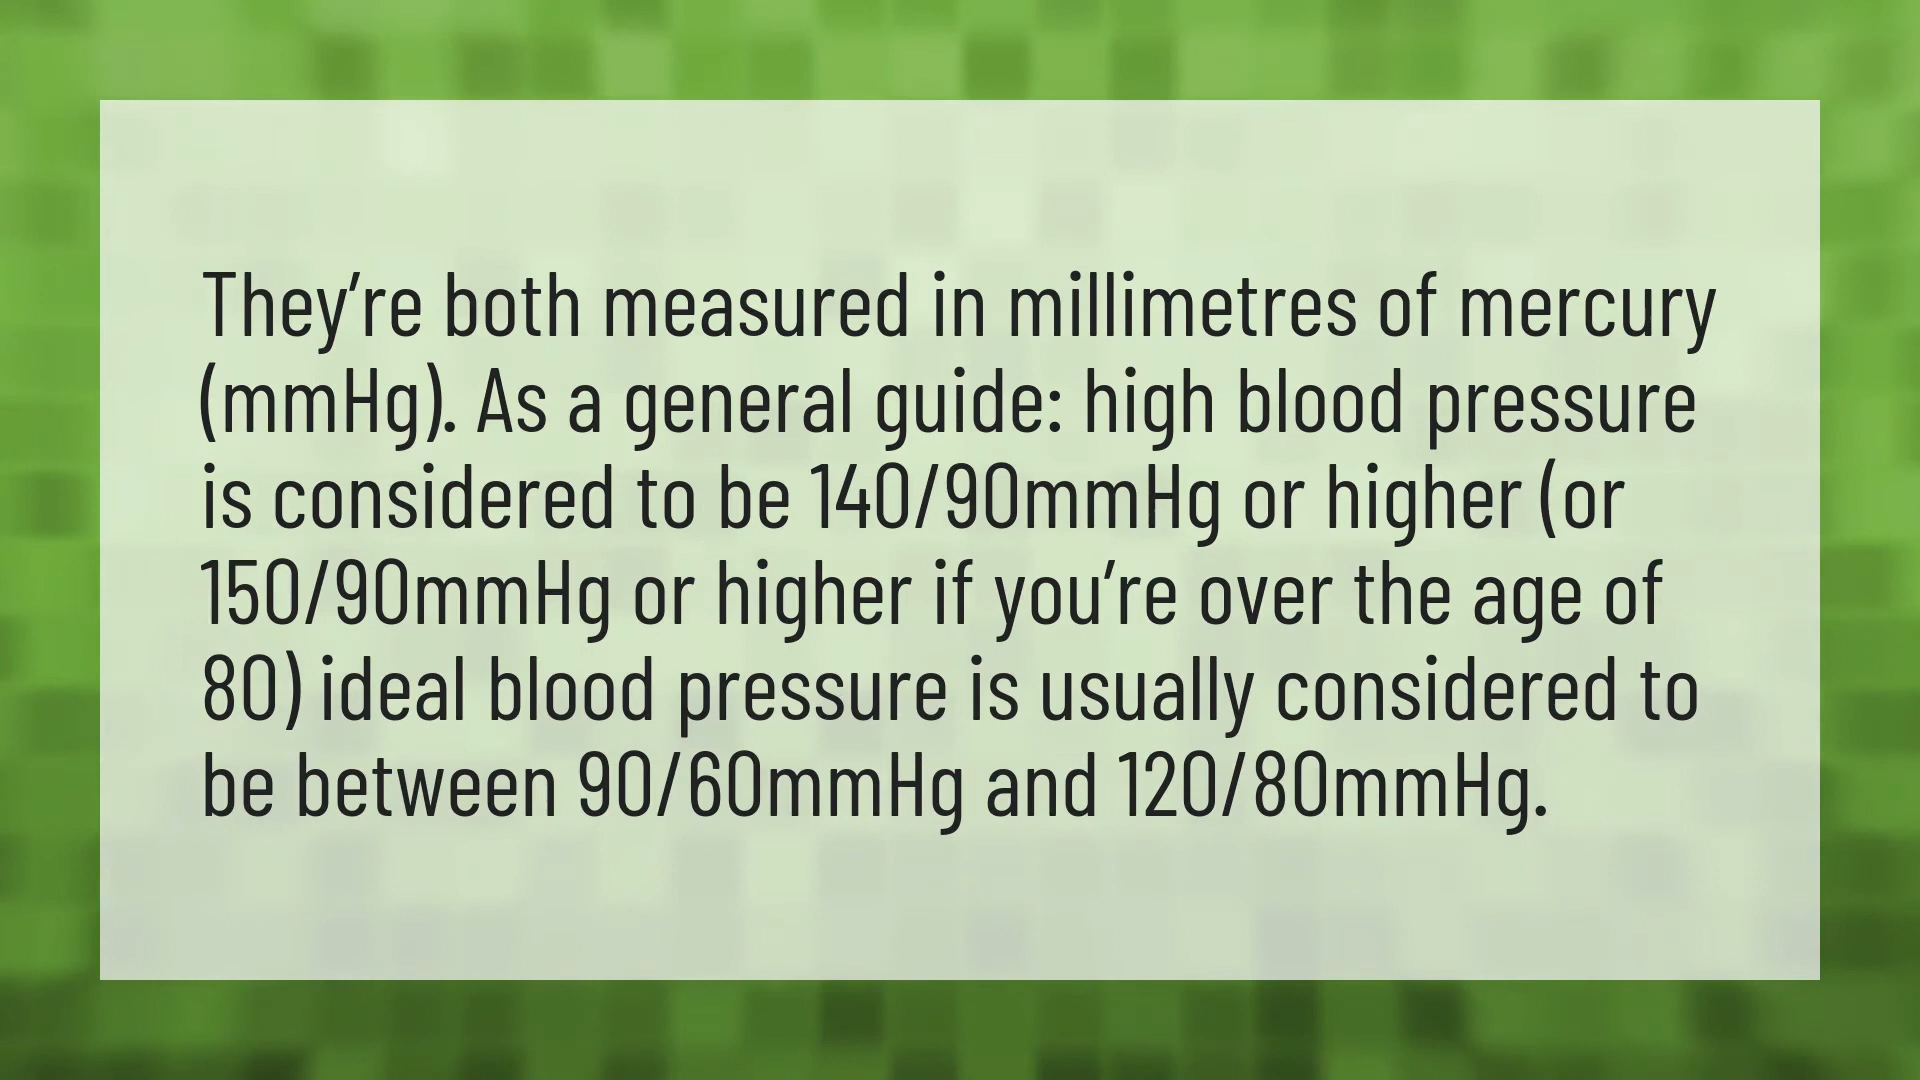 They're both measured in millimetres of mercury
(mmHg). As a general guide: high blood pressure
is considered to be 140/90mmHg or higher (or
150/90mmHg or higher if you're over the age of
80) ideal blood pressure is usually considered to
be between 90/60mmHg and 120/80mmHg.